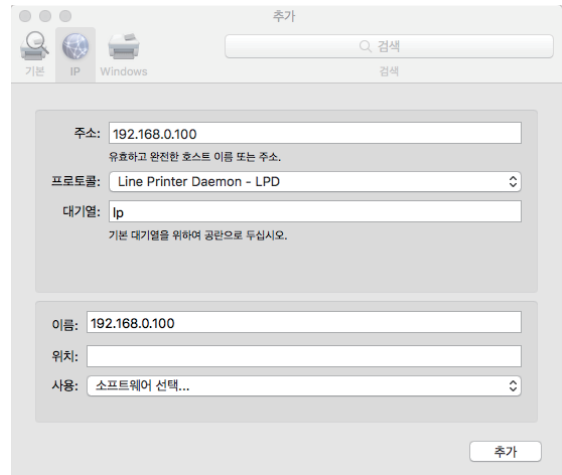 추가
기본 IP Windows
검색
검색
주소: 192.168.0.100
유효하고 완전한 호스트 이름 또는 주소.
프로토콜: Line Printer Daemon - LPD
대기열: lp
기본 대기열을 위하여 공란으로 두십시오.
이름: 192.168.0.100
위치:
사용: 소프트웨어 선택...
추가